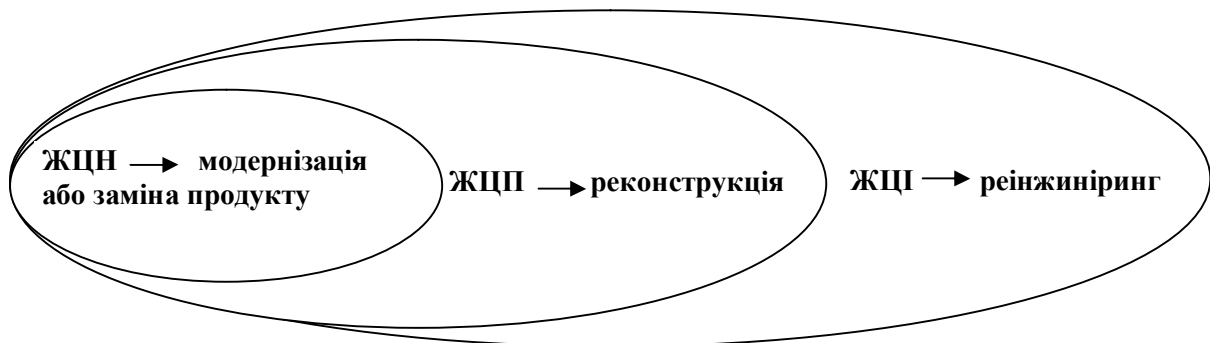 ЖЦН → модернізація
або заміна продукту
ЖЦП → реконструкція
ЖЦІ → реінжиніринг